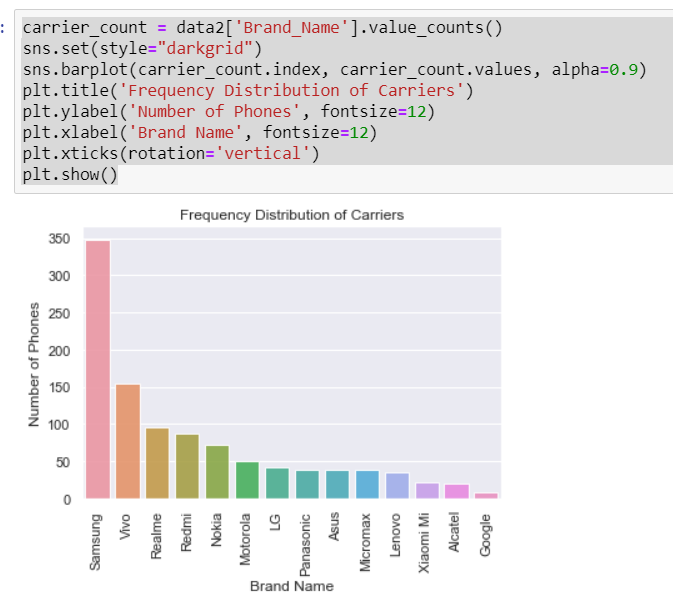 :
carrier_count = data2['Brand_Name'].value_counts()
sns.set(style="darkgrid")
sns.barplot(carrier_count.index, carrier_count.values, alpha=0.9)
plt.title('Frequency Distribution of Carriers')
plt.ylabel('Number of Phones', fontsize=12)
plt.xlabel('Brand Name', fontsize=12)
plt.xticks(rotation='vertical')
plt.show()
Frequency Distribution of Carriers
Number of Phones
350
300
250
200
150
100
50
0
Samsung
Vivo
Realme
Redmi
Nokia
Motorola
LG
Panasonic
Asus
Micromax
Lenovo
Xiaomi Mi
Alcatel
Google
Brand Name